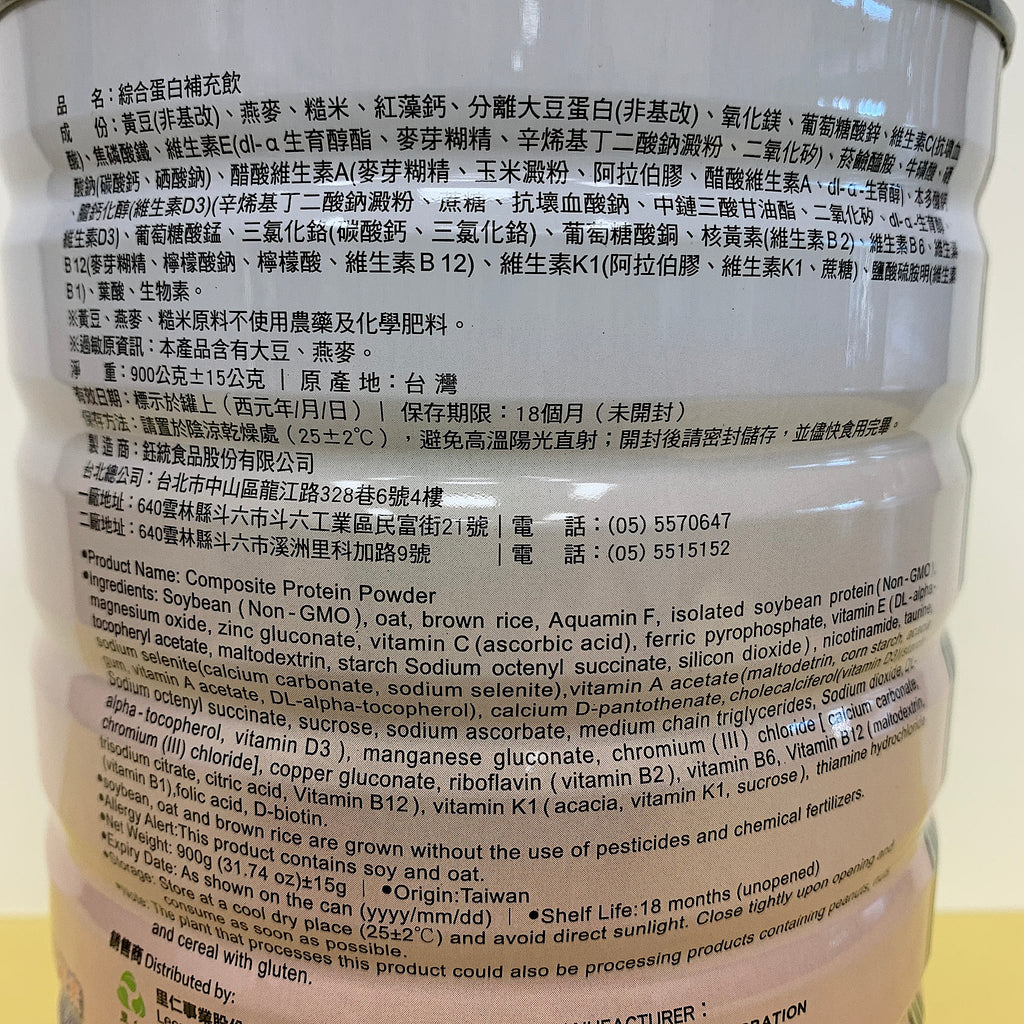 品　名：綜合蛋白補充飲
成　份：黃豆(非基改)、燕麥、糙米、紅藻鈣、分離大豆蛋白(非基改)、氧化鎂、葡萄糖酸鋅、維生素C(抗壞血
酸)、焦磷酸鐵、維生素E(dl-α生育醇酯、麥芽糊精、辛烯基丁二酸鈉澱粉、二氧化矽)、菸鹼醯胺、牛磺酸、硒
酸鈉(碳酸鈣、硒酸鈉)、醋酸維生素A(麥芽糊精、玉米澱粉、阿拉伯膠、醋酸維生素A、dl-α-生育醇)、本多酸鈣
、膽鈣化醇(維生素D3)(辛烯基丁二酸鈉澱粉、蔗糖、抗壞血酸鈉、中鏈三酸甘油酯、二氧化矽、dl-α-生育醇、
維生素D3)、葡萄糖酸錳、三氯化鉻(碳酸鈣、三氯化鉻)、葡萄糖酸銅、核黃素(維生素B2)、維生素B6、維生素
B12(麥芽糊精、檸檬酸鈉、檸檬酸、維生素B12)、維生素K1(阿拉伯膠、維生素K1、蔗糖)、鹽酸硫胺明(維生素
B1)、葉酸、生物素。
※黃豆、燕麥、糙米原料不使用農藥及化學肥料。
※過敏原資訊：本產品含有大豆、燕麥。
淨　重：900公克±15公克 | 原產地：台灣
有效日期：標示於罐上（西元年/月/日） | 保存期限：18個月（未開封）
保存方法：請置於陰涼乾燥處（25±2℃），避免高溫陽光直射；開封後請密封儲存，並儘快食用完畢。
製造商：鈺統食品股份有限公司
台北總公司：台北市中山區龍江路328巷6號4樓
一廠地址：640雲林縣斗六市斗六工業區民富街21號 | 電　話：(05) 5570647
二廠地址：640雲林縣斗六市溪洲里科加路9號 | 電　話：(05) 5515152
•Product Name: Composite Protein Powder
•Ingredients: Soybean (Non-GMO), oat, brown rice, Aquamin F, isolated soybean protein (Non-GMO),
magnesium oxide, zinc gluconate, vitamin C (ascorbic acid), ferric pyrophosphate, vitamin E (DL-alpha-
tocopheryl acetate, maltodextrin, starch Sodium octenyl succinate, silicon dioxide), nicotinamide, taurine,
sodium selenite(calcium carbonate, sodium selenite),vitamin A acetate(maltodetrin, corn starch, acacia
gum, vitamin A acetate, DL-alpha-tocopherol), calcium D-pantothenate, cholecalciferol(vitamin D3)(starch
Sodium octenyl succinate, sucrose, sodium ascorbate, medium chain triglycerides, Sodium dioxide, DL-
alpha-tocopherol, vitamin D3 ), manganese gluconate, chromium (III) chloride [ calcium carbonate,
chromium (III) chloride], copper gluconate, riboflavin (vitamin B2), vitamin B6, Vitamin B12 [ maltodextrin,
trisodium citrate, citric acid, Vitamin B12), vitamin K1 (acacia, vitamin K1, sucrose), thiamine hydrochloride
(vitamin B1),folic acid, D-biotin.
•soybean, oat and brown rice are grown without the use of pesticides and chemical fertilizers.
•Allergy Alert:This product contains soy and oat.
•Net Weight: 900g (31.74 oz)±15g | •Origin:Taiwan
•Expiry Date: As shown on the can (yyyy/mm/dd) | •Shelf Life:18 months (unopened)
•Storage: Store at a cool dry place (25±2℃) and avoid direct sunlight. Close tightly upon opening and
consume as soon as possible.
•Note: The plant that processes this product could also be processing products containing peanuts, nuts
and cereal with gluten.
銷售商 Distributed by:
里仁事業股份
MANUFACTURER：